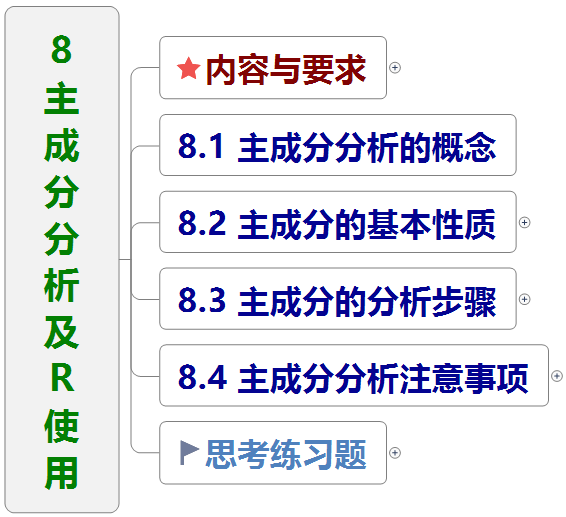 8主成分分析及R使用
内容与要求
8.1 主成分分析的概念
8.2 主成分的基本性质
8.3 主成分的分析步骤
8.4 主成分分析注意事项
思考练习题